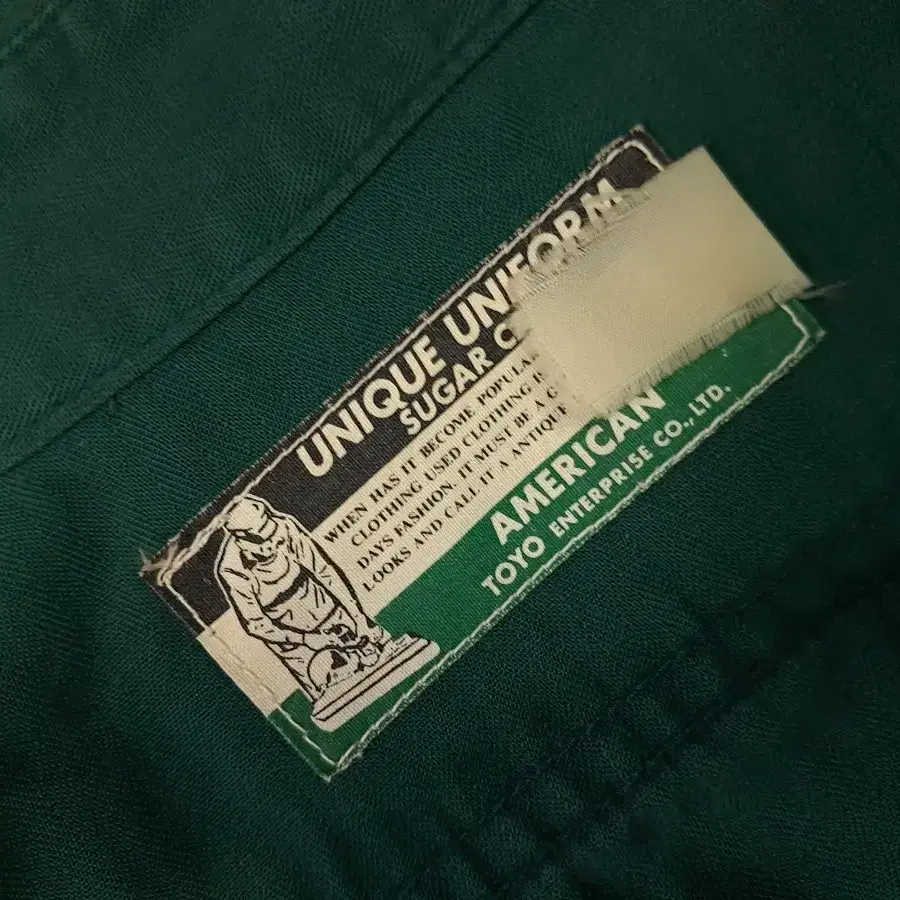 UNIQUE UNIFORM
SUGAR
WHEN HAS IT BECOME
CLOTHING USED CLOTHING
DAYS FASHION. IT MUST BE A
LOOKS AND CALL IT A ANTIQUE
AMERICAN
TOYO ENTERPRISE CO., LTD.